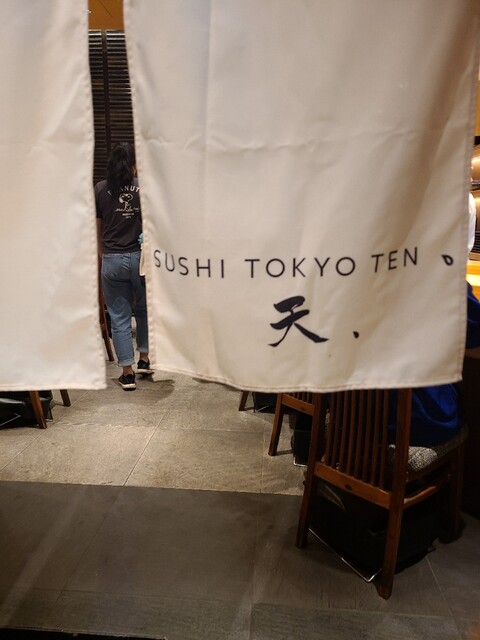 SUSHI TOKYO TEN、
天、